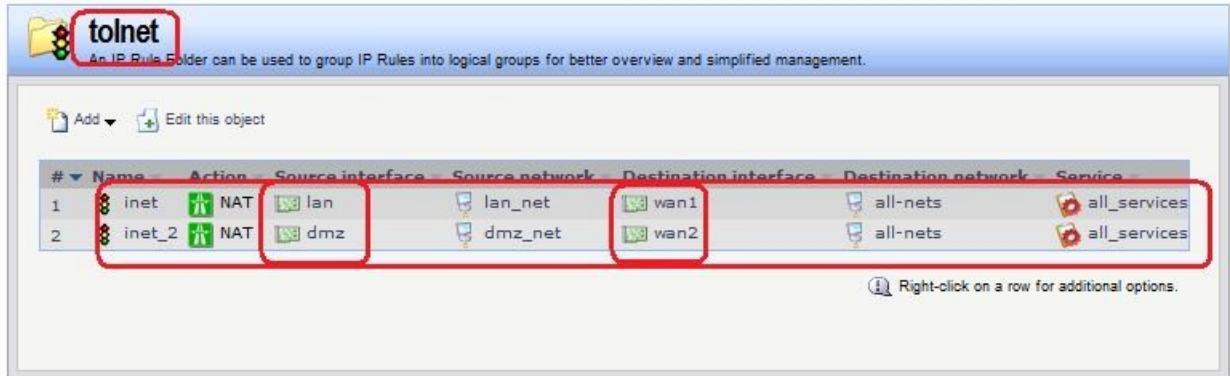 toInet
An IP Rule Folder can be used to group IP Rules into logical groups for better overview and simplified management.
Add Edit this object
# Name Action Source interface Source network Destination interface Destination network Service
1 inet NAT lan lan_net wan1 all-nets all_services
2 inet_2 NAT dmz dmz_net wan2 all-nets all_services
Right-click on a row for additional options.